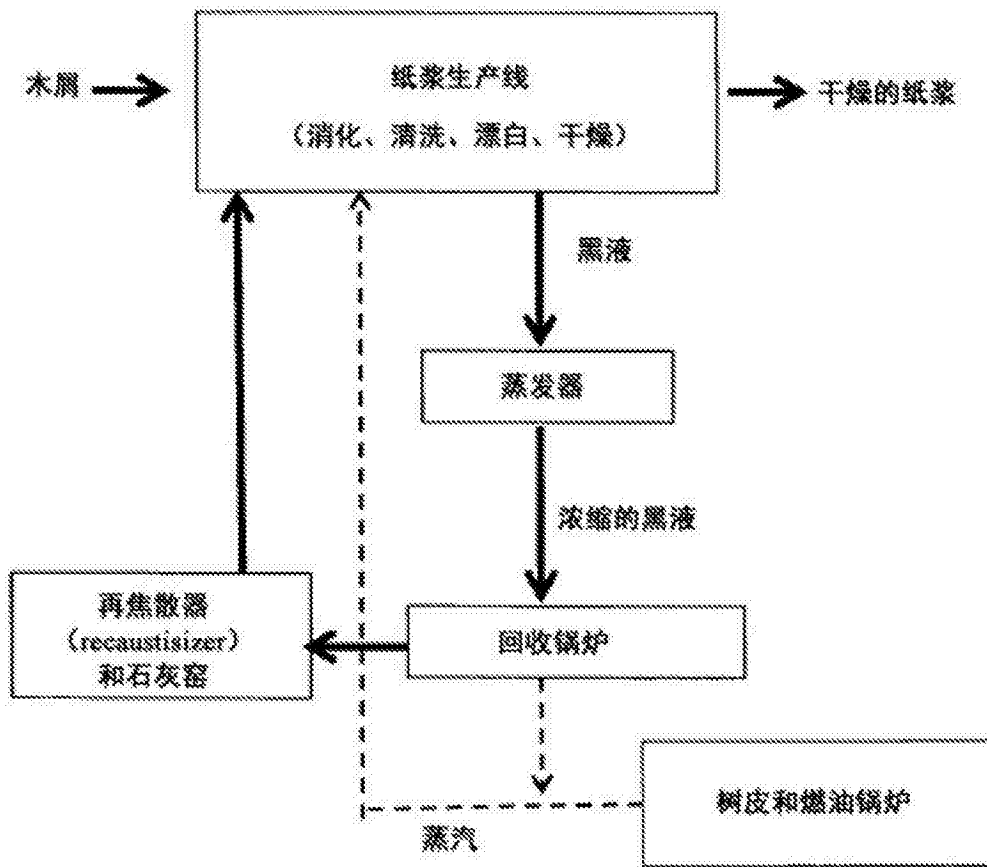 木屑
纸浆生产线
(消化、清洗、漂白、干燥)
干燥的纸浆
黑液
蒸发器
浓缩的黑液
再焦散器
(recaustisizer)
和石灰窑
回收锅炉
树皮和燃油锅炉
蒸汽